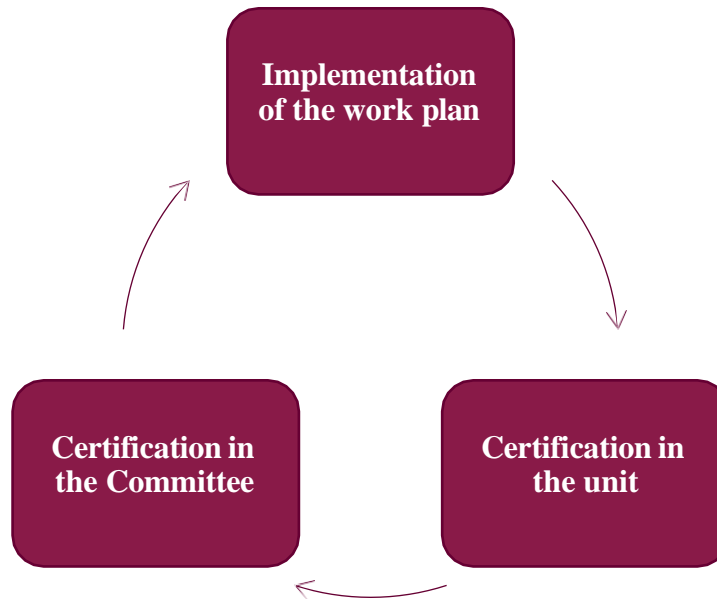 Implementation
of the work plan
Certification in
the Committee
Certification in
the unit